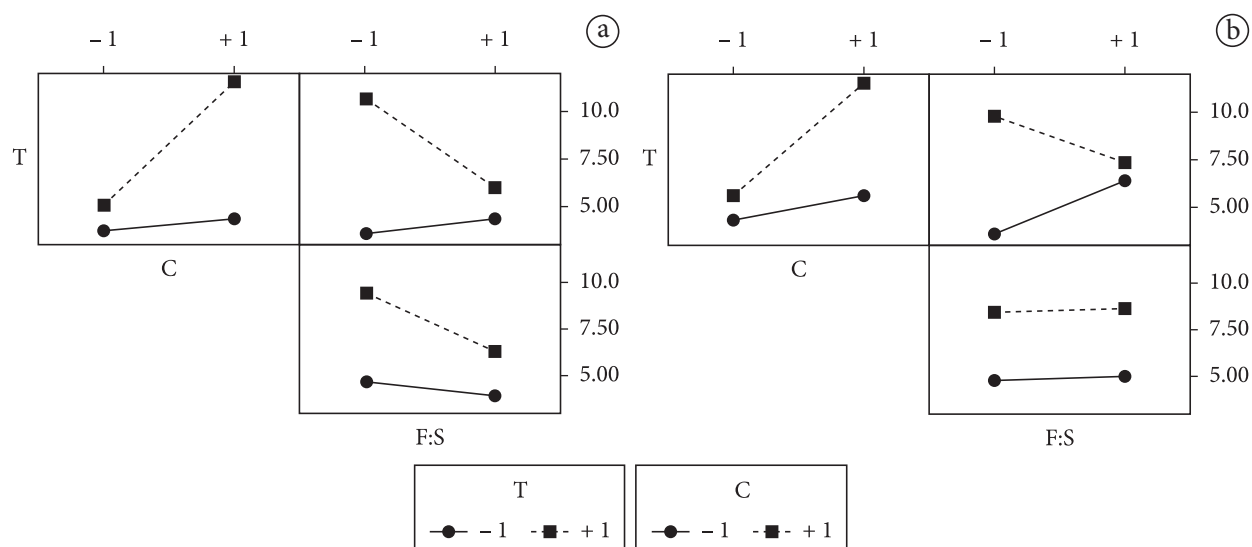 – 1 + 1 – 1 + 1 a – 1 + 1 – 1 + 1 b
10.0 10.0
T 7.50 T 7.50
5.00 5.00
C C
10.0 10.0
7.50 7.50
5.00 5.00
F:S F:S
T C
– 1 + 1 – 1 + 1